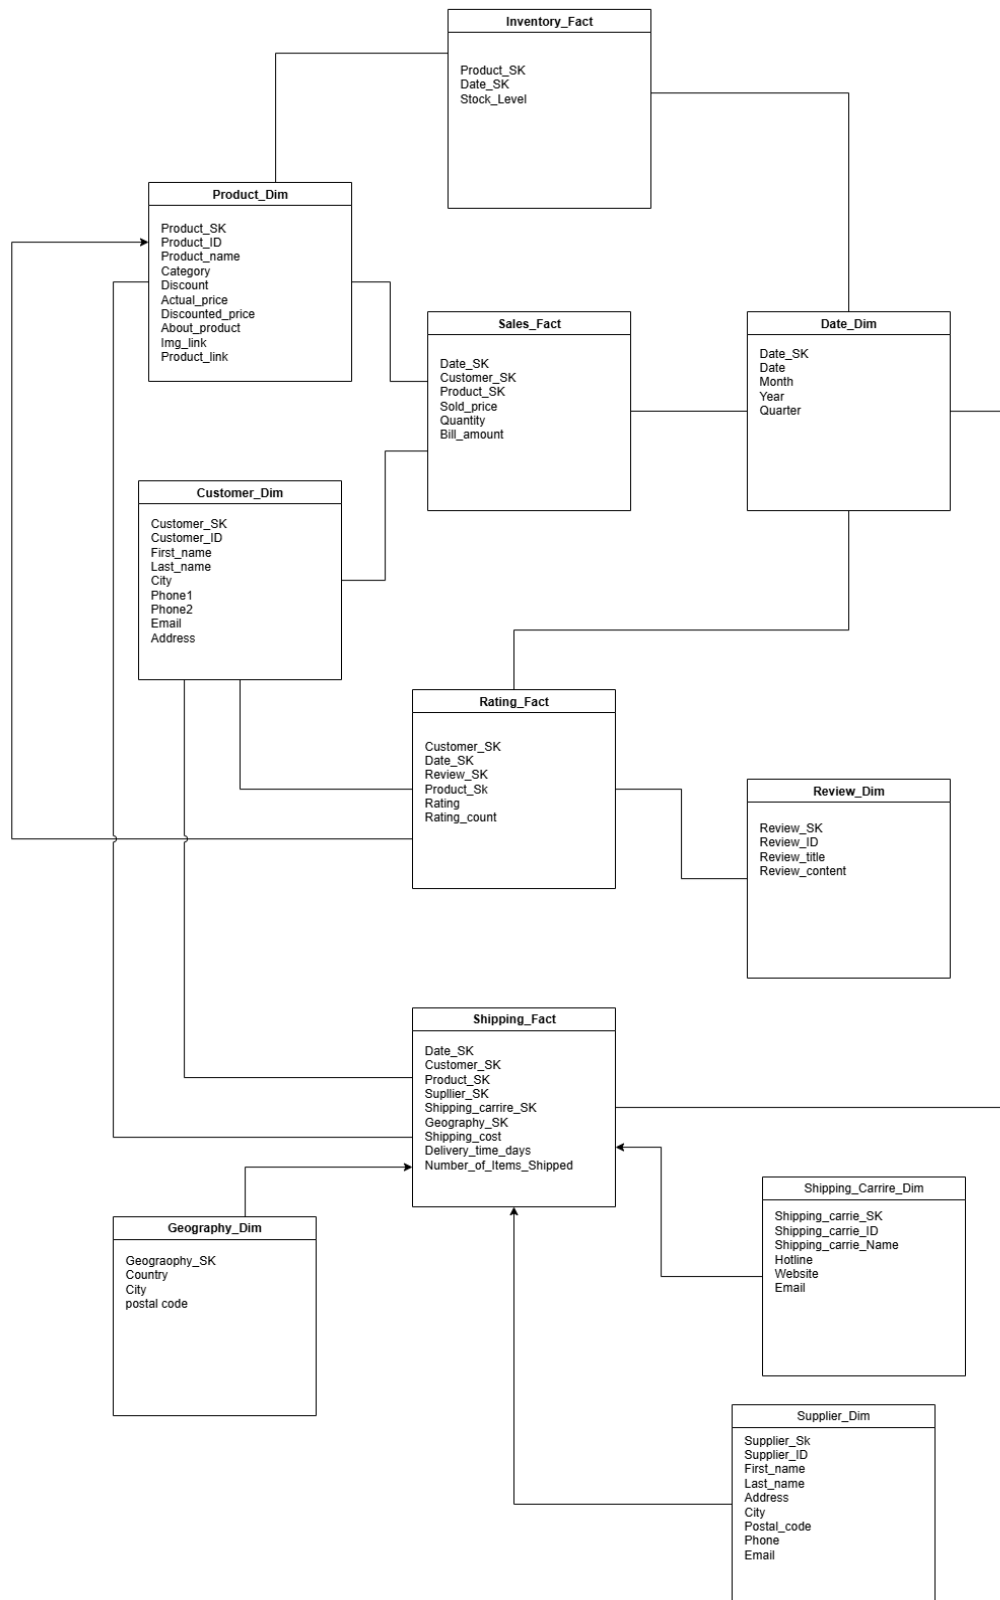 Inventory_Fact
Product_SK
Date_SK
Stock_Level
Product_Dim
Product_SK
Product_ID
Product_name
Category
Discount
Actual_price
Discounted_price
About_product
Img_link
Product_link
Sales_Fact
Date_SK
Customer_SK
Product_SK
Sold_price
Quantity
Bill_amount
Date_Dim
Date_SK
Date
Month
Year
Quarter
Customer_Dim
Customer_SK
Customer_ID
First_name
Last_name
City
Phone1
Phone2
Email
Address
Rating_Fact
Customer_SK
Date_SK
Review_SK
Product_Sk
Rating
Rating_count
Review_Dim
Review_SK
Review_ID
Review_title
Review_content
Shipping_Fact
Date_SK
Customer_SK
Product_SK
Supllier_SK
Shipping_carrire_SK
Geography_SK
Shipping_cost
Delivery_time_days
Number_of_Items_Shipped
Geography_Dim
Geograophy_SK
Country
City
postal code
Shipping_Carrire_Dim
Shipping_carrie_SK
Shipping_carrie_ID
Shipping_carrie_Name
Hotline
Website
Email
Supplier_Dim
Supplier_Sk
Supplier_ID
First_name
Last_name
Address
City
Postal_code
Phone
Email